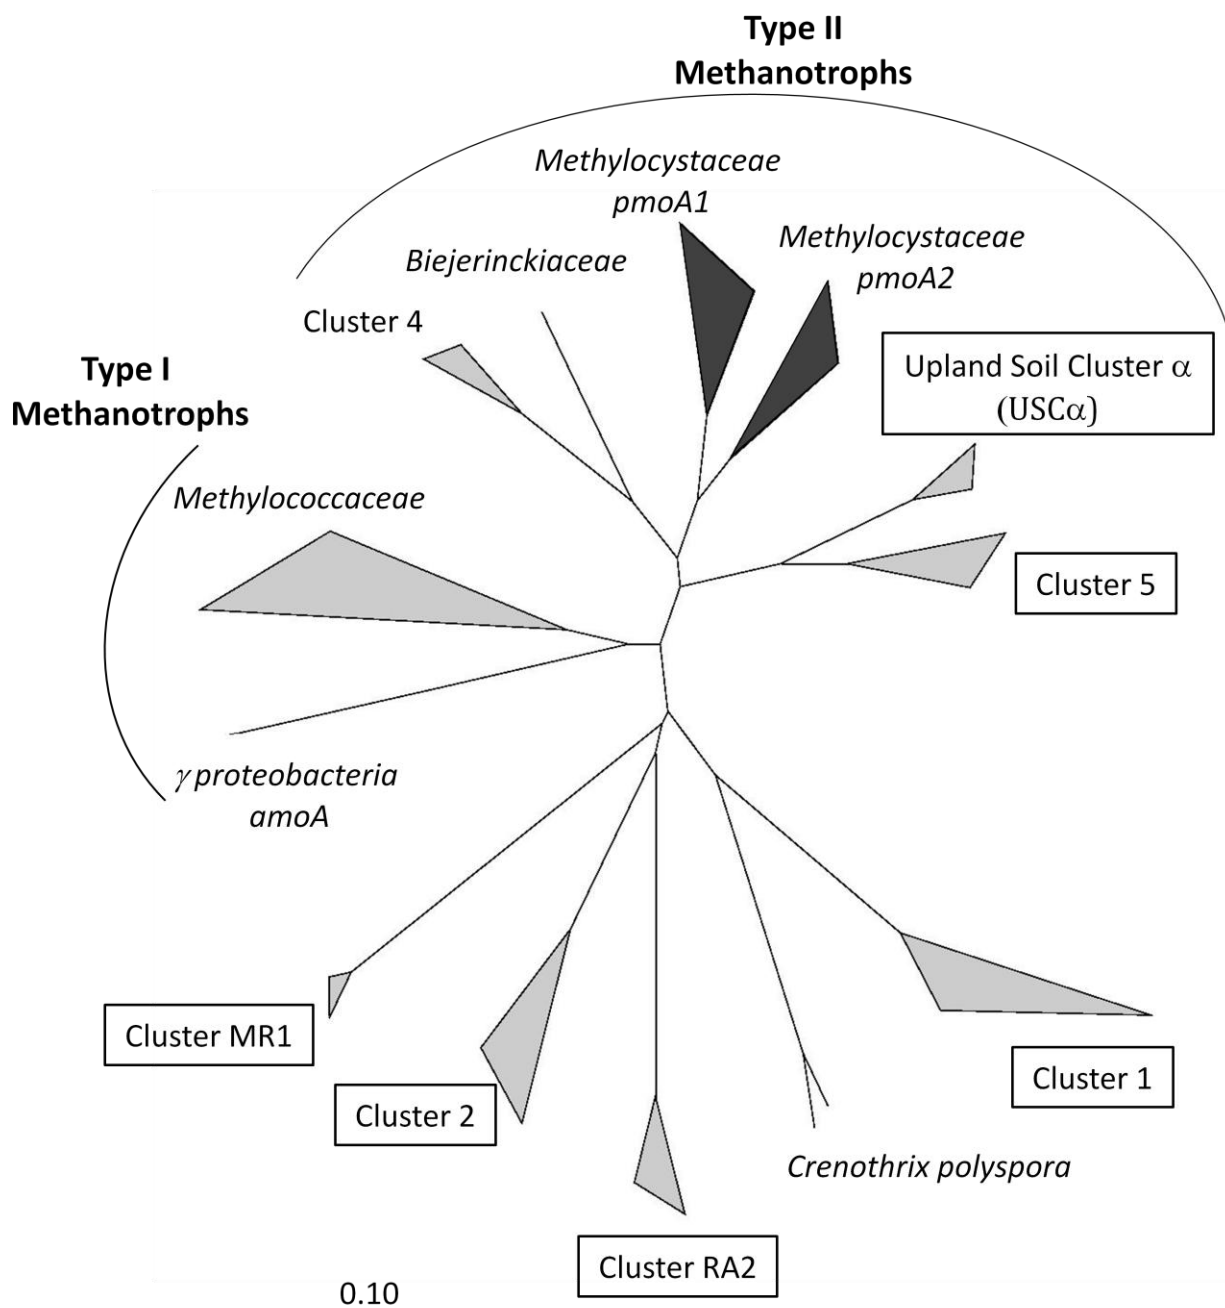 Type II
Methanotrophs
Methylocystaceae
pmoA1
Methylocystaceae
pmoA2
Biejerinckiaceae
Cluster 4
Upland Soil Cluster α
(USCα)
Type I
Methanotrophs
Methylococcaceae
Cluster 5
γ proteobacteria
amoA
Cluster MR1
Cluster 2
Cluster 1
Crenothrix polyspora
Cluster RA2
0.10